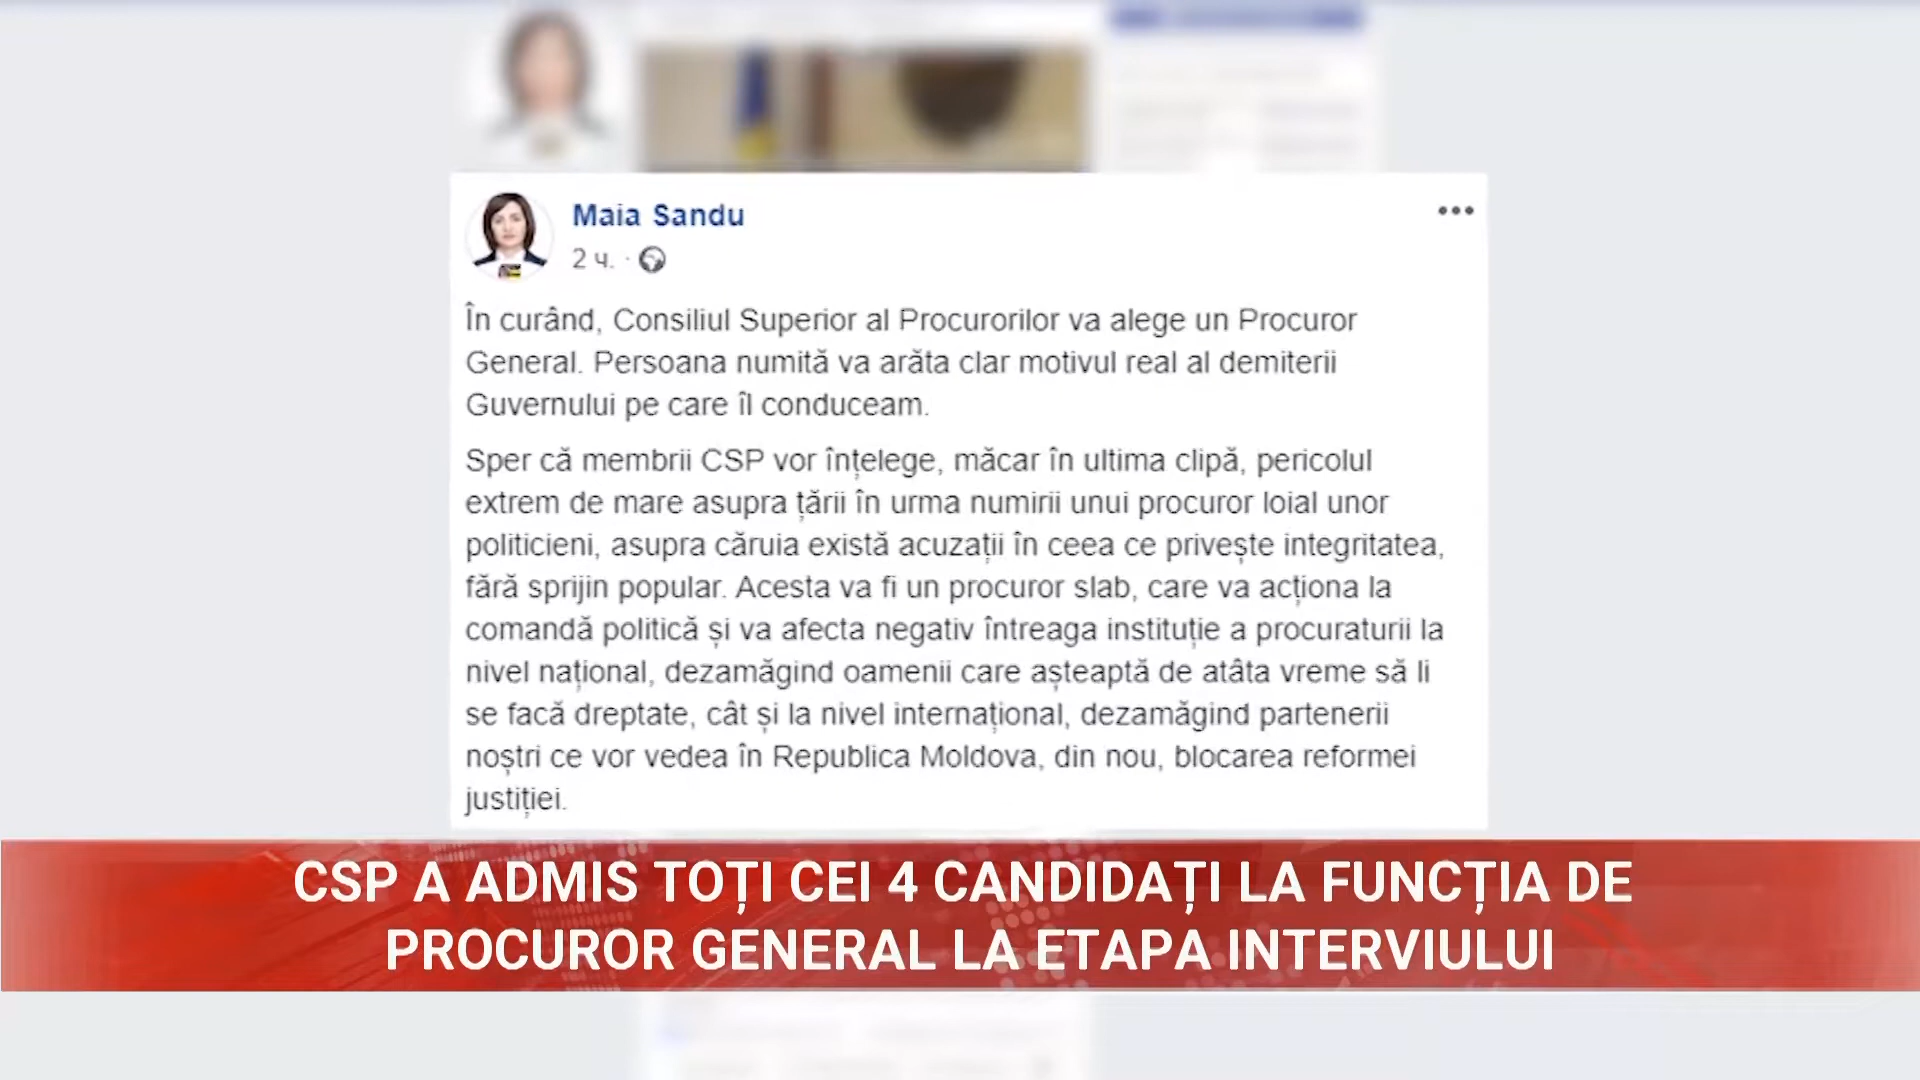 Maia Sandu
2 ч. ·
În curând, Consiliul Superior al Procurorilor va alege un Procuror
General. Persoana numită va arăta clar motivul real al demiterii
Guvernului pe care îl conduceam.
Sper că membrii CSP vor înțelege, măcar în ultima clipă, pericolul
extrem de mare asupra țării în urma numirii unui procuror loial unor
politicieni, asupra căruia există acuzații în ceea ce privește integritatea,
fără sprijin popular. Acesta va fi un procuror slab, care va acționa la
comandă politică și va afecta negativ întreaga instituție a procuraturii la
nivel național, dezamăgind oamenii care așteaptă de atâta vreme să li
se facă dreptate, cât și la nivel internațional, dezamăgind partenerii
noștri ce vor vedea în Republica Moldova, din nou, blocarea reformei
justiției.
CSP A ADMIS TOȚI CEI 4 CANDIDAȚI LA FUNCȚIA DE
PROCUROR GENERAL LA ETAPA INTERVIULUI